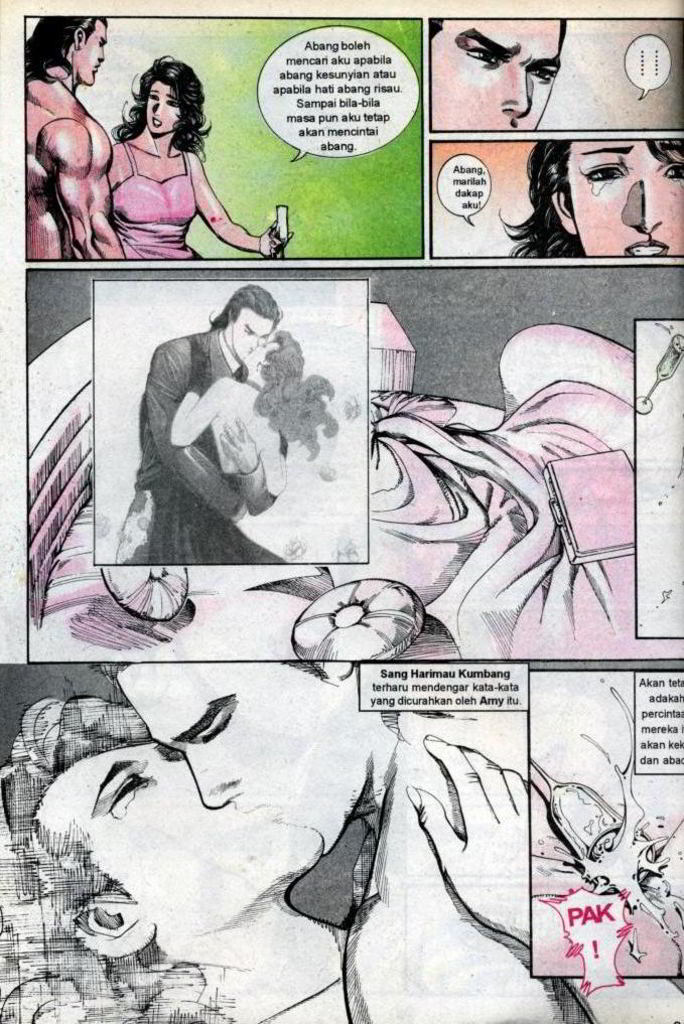 Abang boleh
mencari aku apabila
abang kesunyian atau
apabila hati abang risau.
Sampai bila-bila
masa pun aku tetap
akan mencintai
abang.
Abang,
marilah
dakap
aku!
Sang Harimau Kumbang
terharu mendengar kata-kata
yang dicurahkan oleh Amy itu.
Akan teta
adakah
percintaa
mereka i
akan kek
dan abad
PAK
!